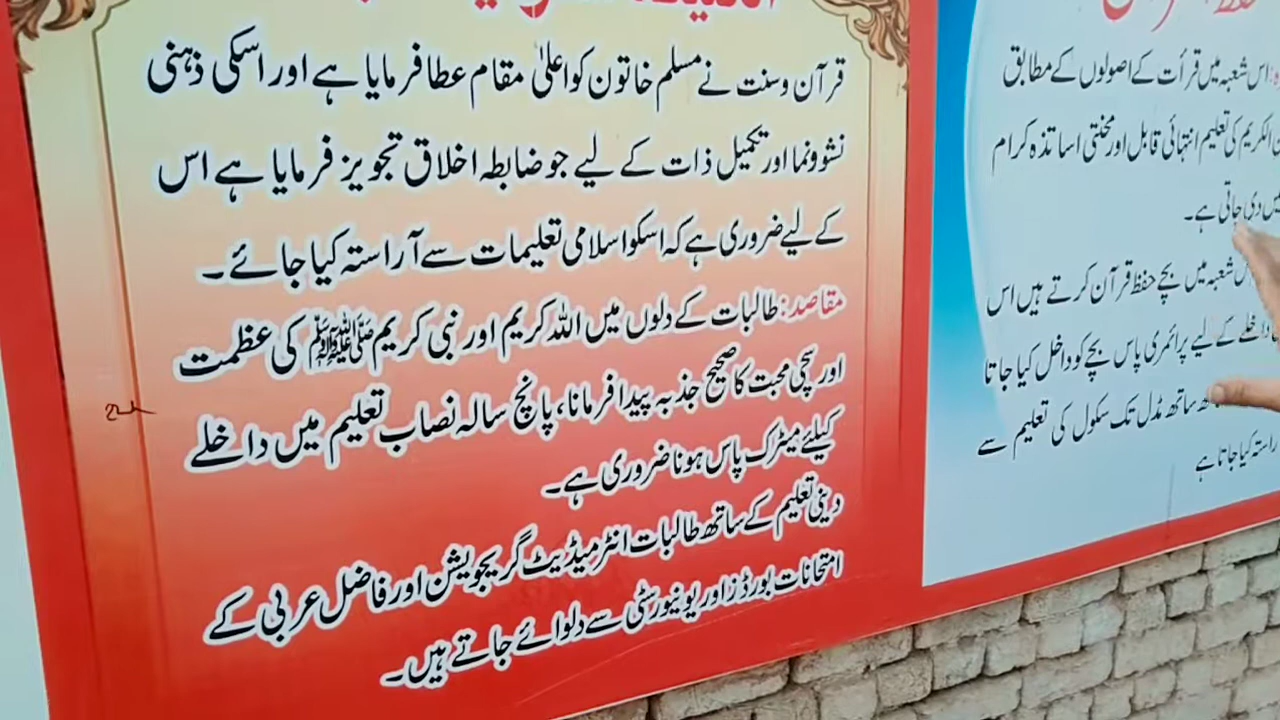 قرآن وسنت نے مسلم خاتون کو اعلیٰ مقام عطا فرمایا ہے اور اسکی ذہنی
نشوونما اور تکمیل ذات کے لیے جو ضابطہ اخلاق تجویز فرمایا ہے اس
کے لیے ضروری ہے کہ اسکو اسلامی تعلیمات سے آراستہ کیا جائے۔
مقاصد: طالبات کے دلوں میں اللہ کریم اور نبی کریم ﷺ کی عظمت
اور سچی محبت کا صحیح جذبہ پیدا فرمانا، پانچ سالہ نصاب تعلیم میں داخلے
کیلئے میٹرک پاس ہونا ضروری ہے۔
دینی تعلیم کے ساتھ طالبات انٹرمیڈیٹ گریجویشن اور فاضل عربی کے
امتحانات بورڈز اور یونیورسٹی سے دلوائے جاتے ہیں۔
اس شعبہ میں قرأت کے اصولوں کے مطابق
الکریم کی تعلیم انتہائی قابل اور محنتی اساتذہ کرام
دی جاتی ہے۔
شعبہ میں بچے حفظ قرآن کرتے ہیں اس
داخلے کے لیے پرائمری پاس بچے کو داخل کیا جاتا
ساتھ مڈل تک سکول کی تعلیم سے
کیا جاتا ہے